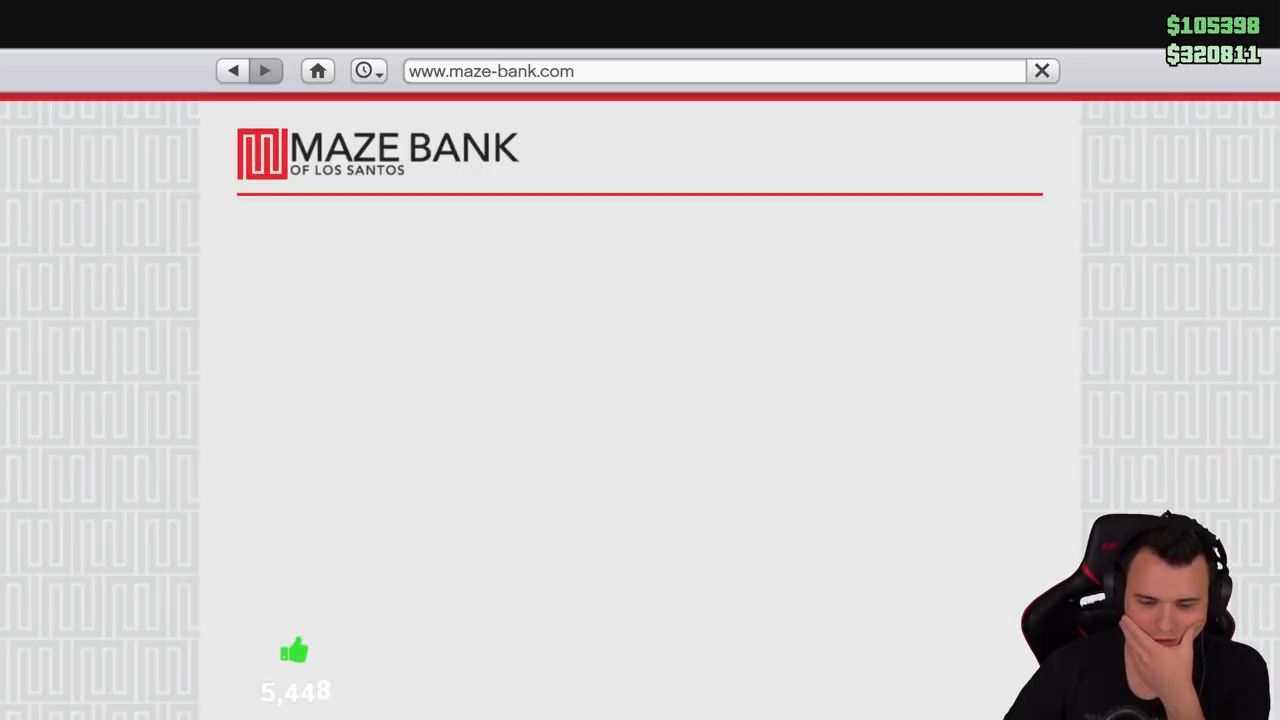 $105398
$320811
www.maze-bank.com
MAZE BANK
OF LOS SANTOS
5,448